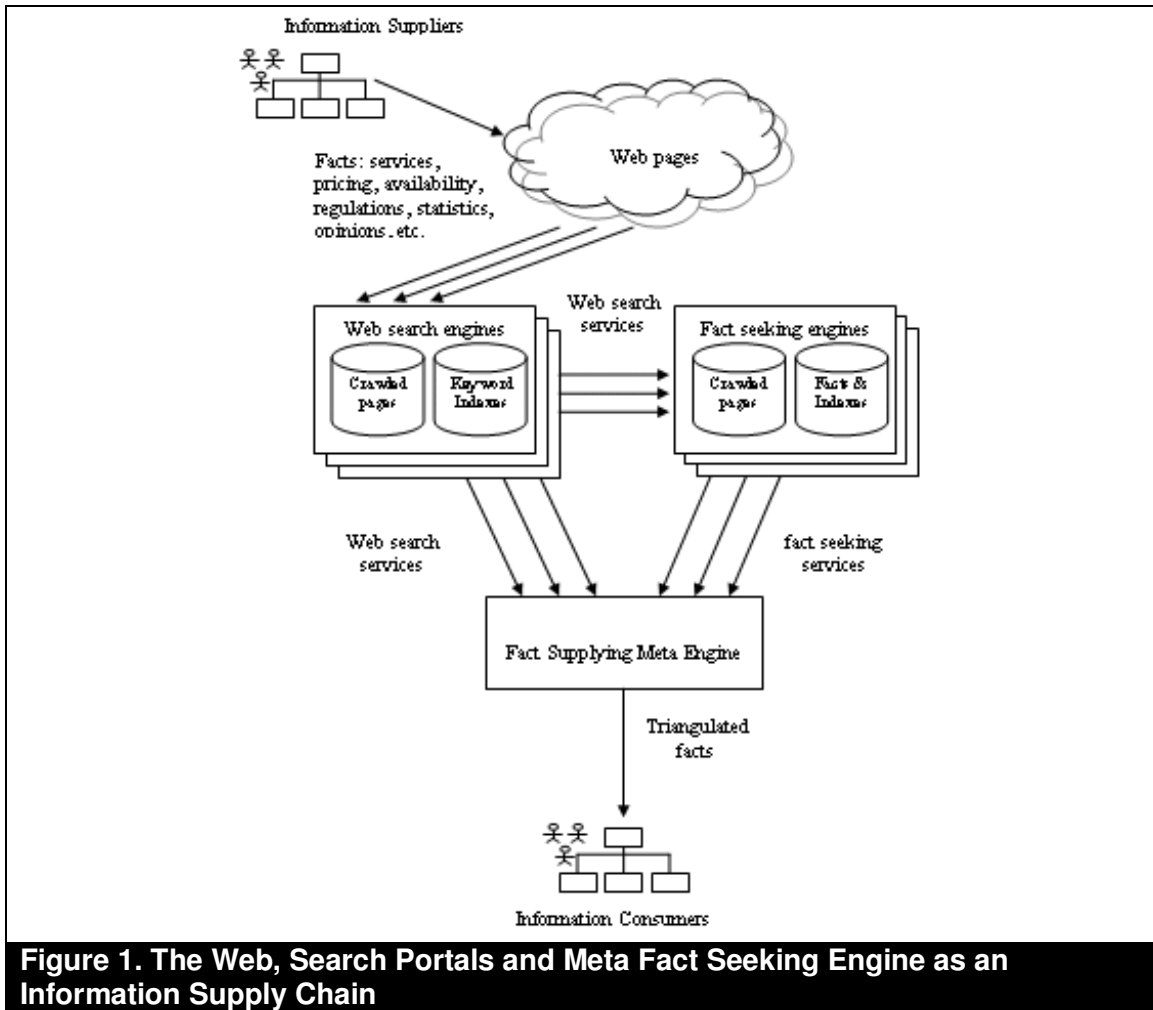 Information Suppliers
Web pages
Facts: services,
pricing, availability,
regulations, statistics,
opinions, etc.
Web search
services
Web search engines
Fact seeking engines
Crawled
pages
Keyword
Indexes
Crawled
pages
Facts &
Indexes
Web search
services
fact seeking
services
Fact Supplying Meta Engine
Triangulated
facts
Information Consumers
Figure 1. The Web, Search Portals and Meta Fact Seeking Engine as an
Information Supply Chain